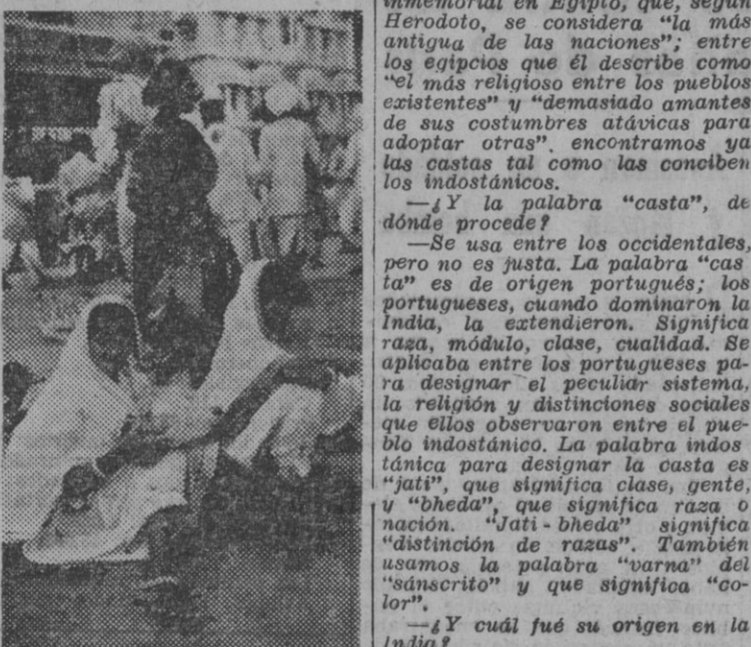 inmemorial en Egipto, que, según
Herodoto, se considera “la más
antigua de las naciones”; entre
los egipcios que él describe como
“el más religioso entre los pueblos
existentes” y “demasiado amantes
de sus costumbres atávicas para
adoptar otras”, encontramos ya
las castas tal como las conciben
los indostánicos.
—¿Y la palabra “casta”, de
dónde procede?
—Se usa entre los occidentales,
pero no es justa. La palabra “cas
ta” es de origen portugués; los
portugueses, cuando dominaron la
India, la extendieron. Significa
raza, módulo, clase, cualidad. Se
aplicaba entre los portugueses pa-
ra designar el peculiar sistema,
la religión y distinciones sociales
que ellos observaron entre el pue-
blo indostánico. La palabra indos
tánica para designar la casta es
“jati”, que significa clase, gente,
y “bheda”, que significa raza o
nación. “Jati - bheda” significa
“distinción de razas”. También
usamos la palabra “varna” del
“sánscrito” y que significa “co-
lor”.
—¿Y cuál fué su origen en la
India?